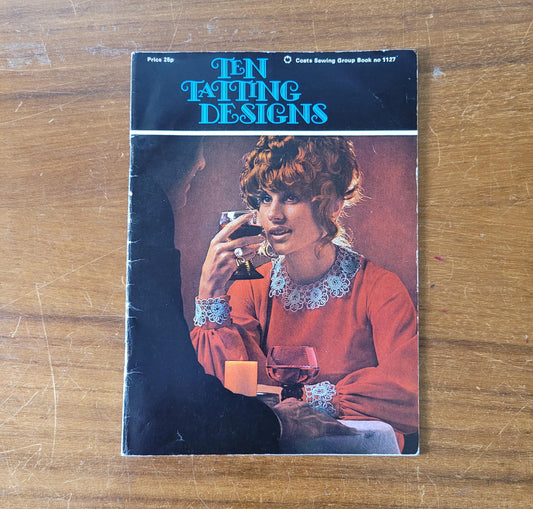 Price 25p
Coats Sewing Group Book no 1127
TEN
TATTING
DESIGNS